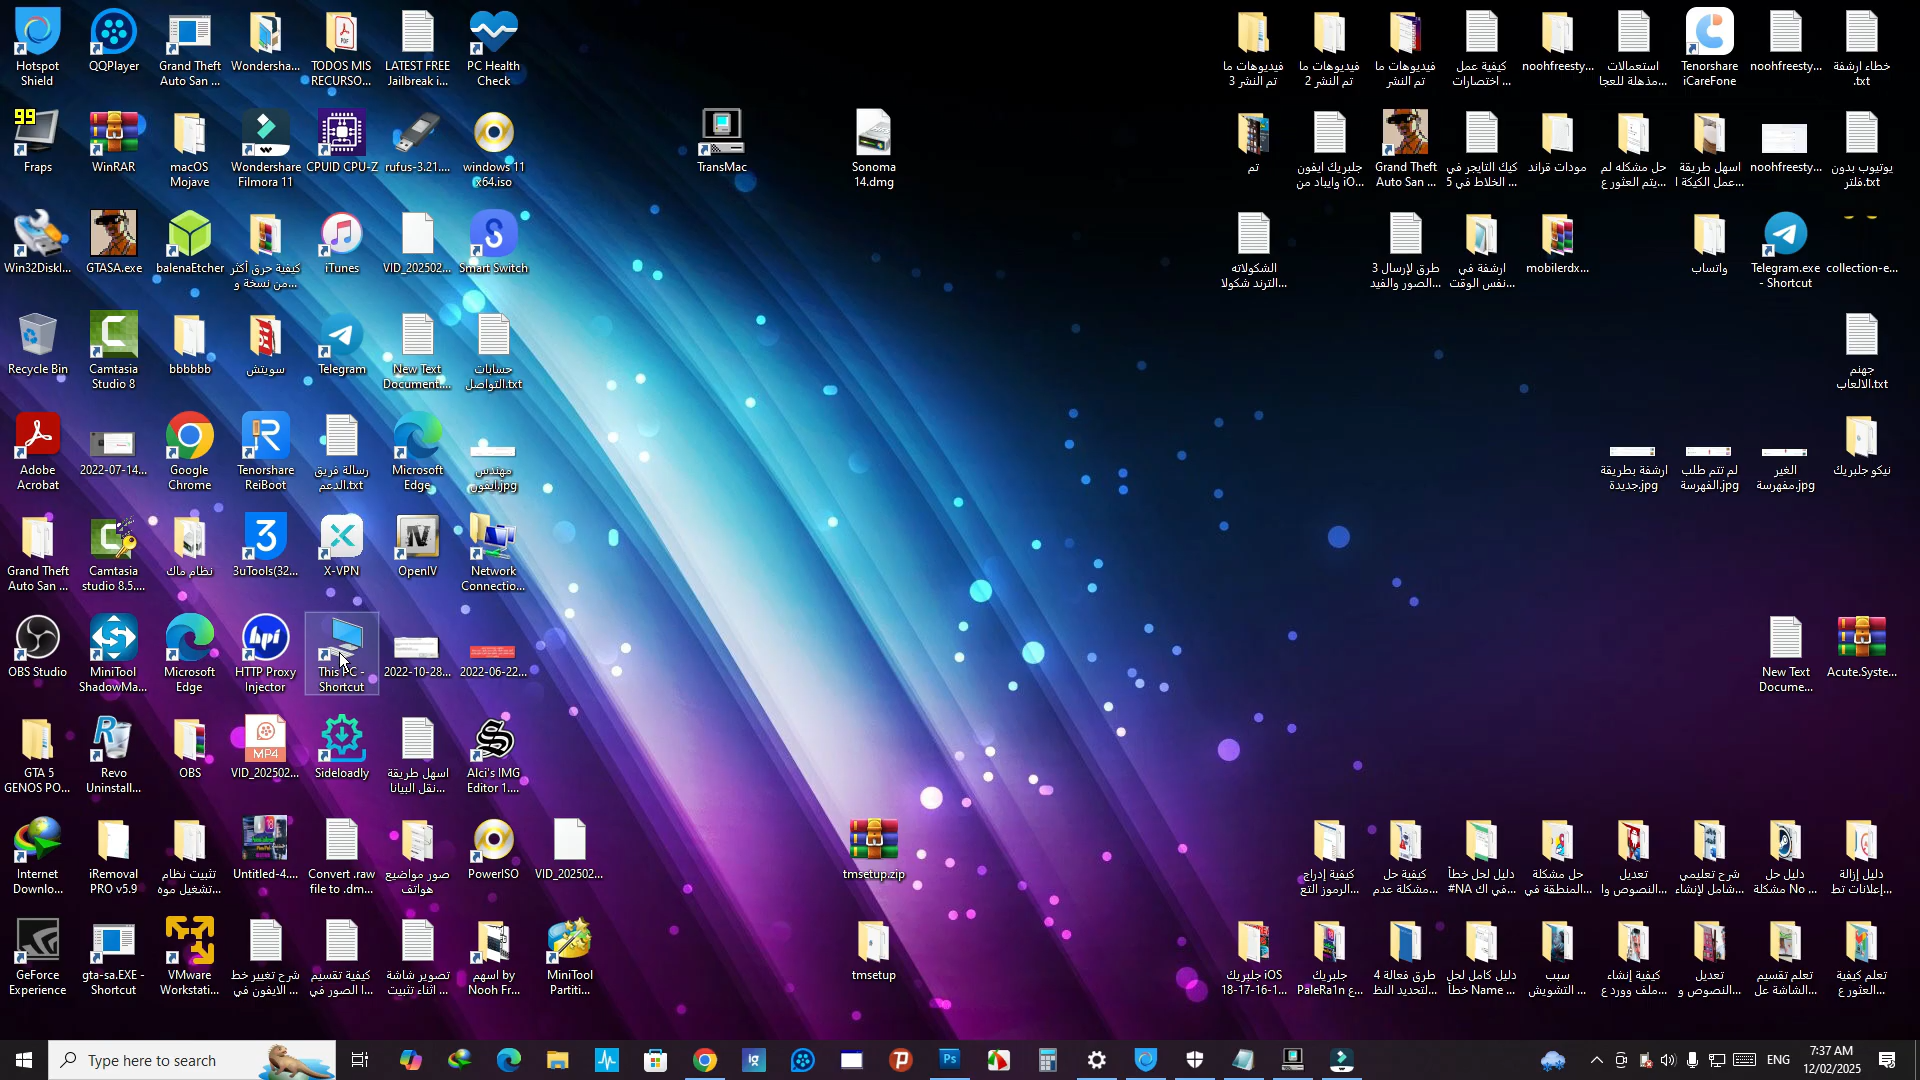 Hotspot
Shield
QQPlayer
Grand Theft
Auto San ...
Wondersha...
TODOS MIS
RECURSO...
LATEST FREE
Jailbreak i...
PC Health
Check
فيديوهات ما
تم النشر 3
فيديوهات ما
تم النشر 2
فيديوهات ما
تم النشر
كيفية عمل
اختصارات ...
noohfreesty...
استعمالات
مذهلة للعجا...
Tenorshare
iCareFone
noohfreesty...
خطاء ارشفة
.txt
99
Fraps
WinRAR
macOS
Mojave
Wondershare
Filmora 11
CPUID CPU-Z
rufus-3.21....
windows 11
x64.iso
TransMac
Sonoma
14.dmg
تم
جلبريك ايفون
وايباد من iO...
Grand Theft
Auto San ...
كيك التايجر في
الخلاط في 5 ...
مودات قراند
حل مشكله لم
يتم العثور ع...
اسهل طريقة
عمل الكيكة ا...
noohfreesty...
يوتيوب بدون
فلتر.txt
Win32DiskI...
GTASA.exe
balenaEtcher
كيفية حرق أكثر
من نسخة و...
iTunes
VID_202502...
Smart Switch
الشكولاته
الترند شكولا...
3 طرق لإرسال
الصور والفيد...
ارشفة في
نفس الوقت...
mobilerdx...
واتساب
Telegram.exe
- Shortcut
collection-e...
Recycle Bin
Camtasia
Studio 8
bbbbbb
سويتش
Telegram
New Text
Document....
حسابات
التواصل.txt
جهنم
الالعاب.txt
Adobe
Acrobat
2022-07-14...
Google
Chrome
Tenorshare
ReiBoot
رسالة فريق
الدعم.txt
Microsoft
Edge
مهندس
ايفون.jpg
ارشفة بطريقة
جديدة.jpg
لم تتم طلب
الفهرسة.jpg
الغير
مفهرسة.jpg
نيكو جلبريك
Grand Theft
Auto San ...
Camtasia
studio 8.5....
نظام ماك
3uTools(32...
X-VPN
OpenIV
Network
Connectio...
OBS Studio
MiniTool
ShadowMa...
Microsoft
Edge
HTTP Proxy
Injector
This PC -
Shortcut
2022-10-28...
2022-06-22...
New Text
Docume...
Acute.Syste...
GTA 5
GENOS PO...
Revo
Uninstall...
OBS
MP4
VID_202502...
Sideloadly
اسهل طريقة
نقل البيانا...
Alci's IMG
Editor 1....
Internet
Downlo...
iRemoval
PRO v5.9
تثبيت نظام
تشغيل موه...
Untitled-4....
Convert .raw
file to .dm...
صور مواضيع
هواتف
PowerISO
VID_202502...
tmsetup.zip
كيفية إدراج
الرموز التع...
كيفية حل
مشكلة عدم...
دليل لحل خطأ
#NA في اك...
حل مشكلة
المنطقة في...
تعديل
النصوص وا...
شرح تعليمي
شامل لإنشاء...
دليل حل
مشكلة No ...
دليل إزالة
إعلانات تط...
GeForce
Experience
gta-sa.EXE -
Shortcut
VMware
Workstati...
شرح تغيير خط
الايفون في ...
كيفية تقسيم
الصور في ا...
تصوير شاشة
اثناء تثبيت ...
اسهم by
Nooh Fr...
MiniTool
Partiti...
tmsetup
جلبريك iOS
18-17-16-1...
جلبريك
PaleRa1n ع...
4 طرق فعالة
لتحديد النظ...
دليل كامل لحل
خطأ Name ...
سبب
التشويش ...
كيفية إنشاء
ملف وورد ع...
تعديل
النصوص و...
تعلم تقسيم
الشاشة عل...
تعلم كيفية
العثور ع...
Type here to search
ENG
7:37 AM
12/02/2025